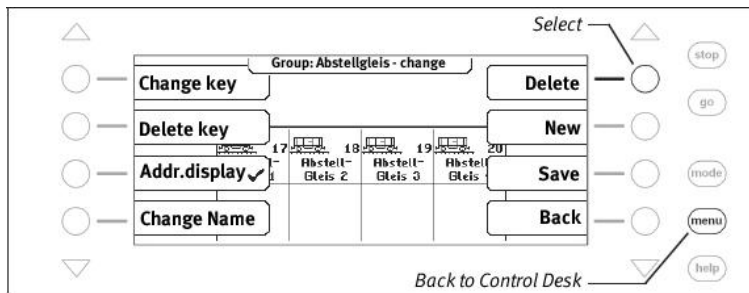 Select
stop
Group: Abstellgleis - change
Change key
Delete
go
Delete key
New
17 18 19 20
Addr.display✓
Abstell-
Gleis 2
Abstell-
Gleis 3
Abstel
Gleis
Save
mode
Change Name
Back
menu
help
Back to Control Desk